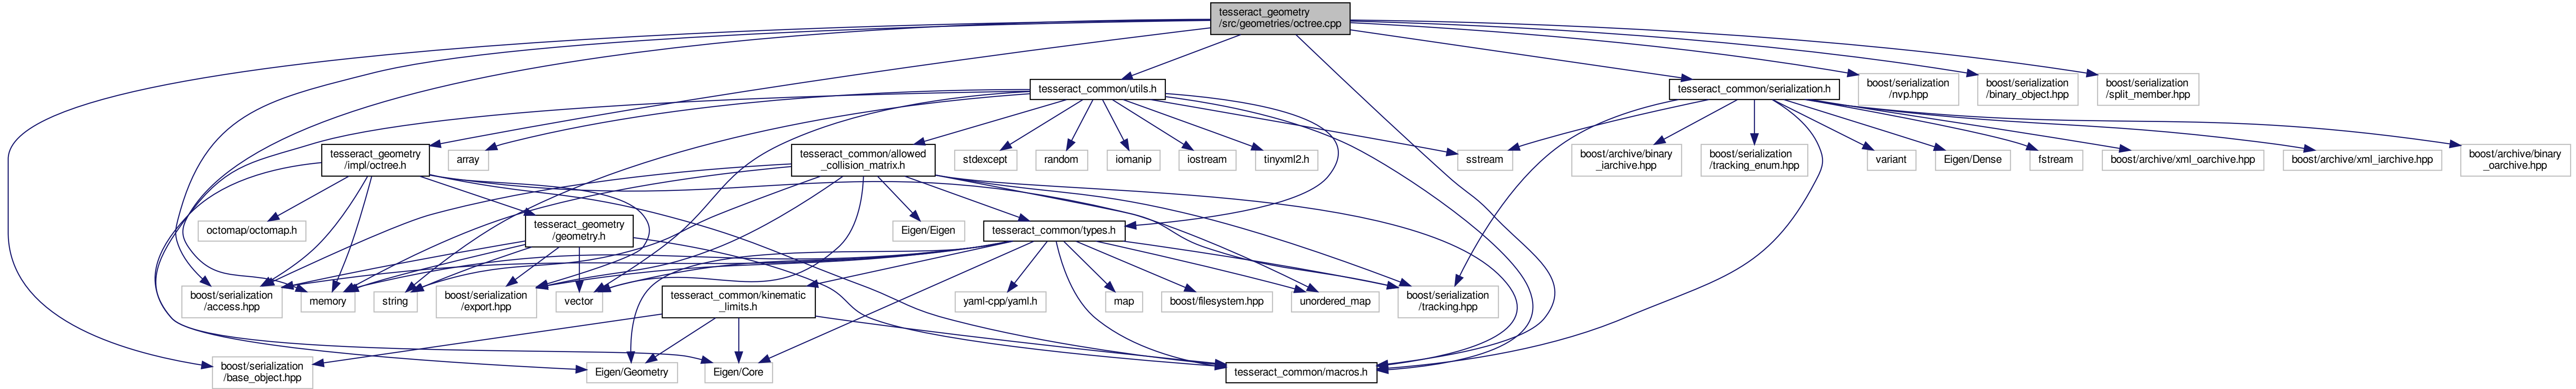 tesseract_geometry
/src/geometries/octree.cpp
tesseract_common/utils.h
tesseract_common/serialization.h
boost/serialization
/nvp.hpp
boost/serialization
/binary_object.hpp
boost/serialization
/split_member.hpp
tesseract_geometry
/impl/octree.h
array
tesseract_common/allowed
_collision_matrix.h
stdexcept
random
iomanip
iostream
tinyxml2.h
sstream
boost/archive/binary
_iarchive.hpp
boost/serialization
/tracking_enum.hpp
variant
Eigen/Dense
fstream
boost/archive/xml_oarchive.hpp
boost/archive/xml_iarchive.hpp
boost/archive/binary
_oarchive.hpp
octomap/octomap.h
tesseract_geometry
/geometry.h
Eigen/Eigen
tesseract_common/types.h
boost/serialization
/access.hpp
memory
string
boost/serialization
/export.hpp
vector
tesseract_common/kinematic
_limits.h
yaml-cpp/yaml.h
map
boost/filesystem.hpp
unordered_map
boost/serialization
/tracking.hpp
boost/serialization
/base_object.hpp
Eigen/Geometry
Eigen/Core
tesseract_common/macros.h